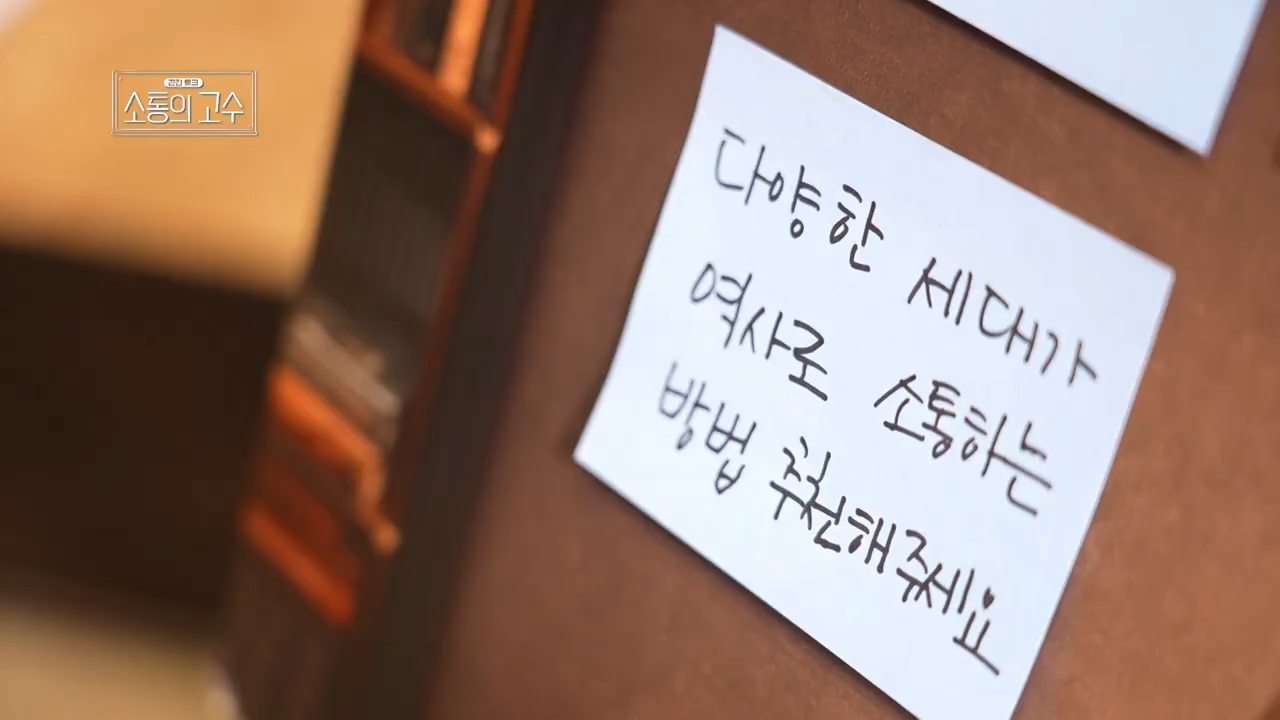 소통의 고수
다양한 세대가
역사로 소통하는
방법 추천해주세요